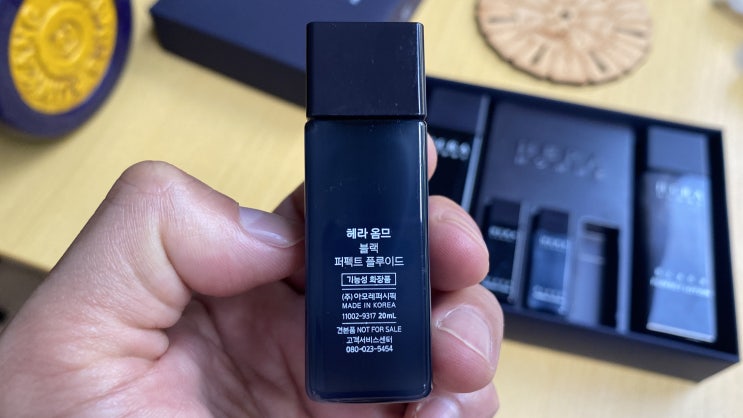 헤라 옴므
블랙
퍼펙트 플루이드
기능성 화장품
(주)아모레퍼시픽
MADE IN KOREA
11002-9317 20mL
견본품 NOT FOR SALE
고객서비스센터
080-023-5454